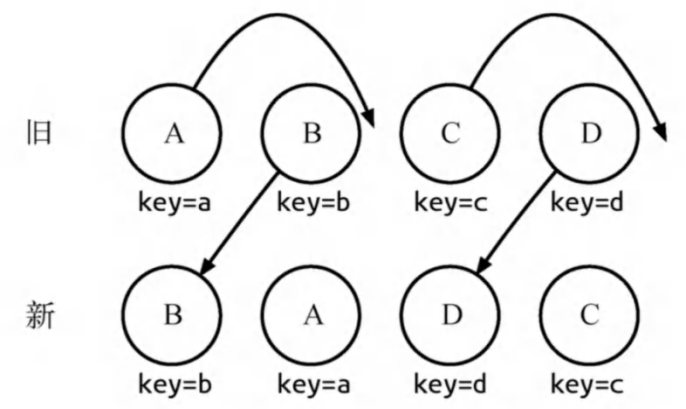 旧 A B C D
key=a key=b key=c key=d
新 B A D C
key=b key=a key=d key=c